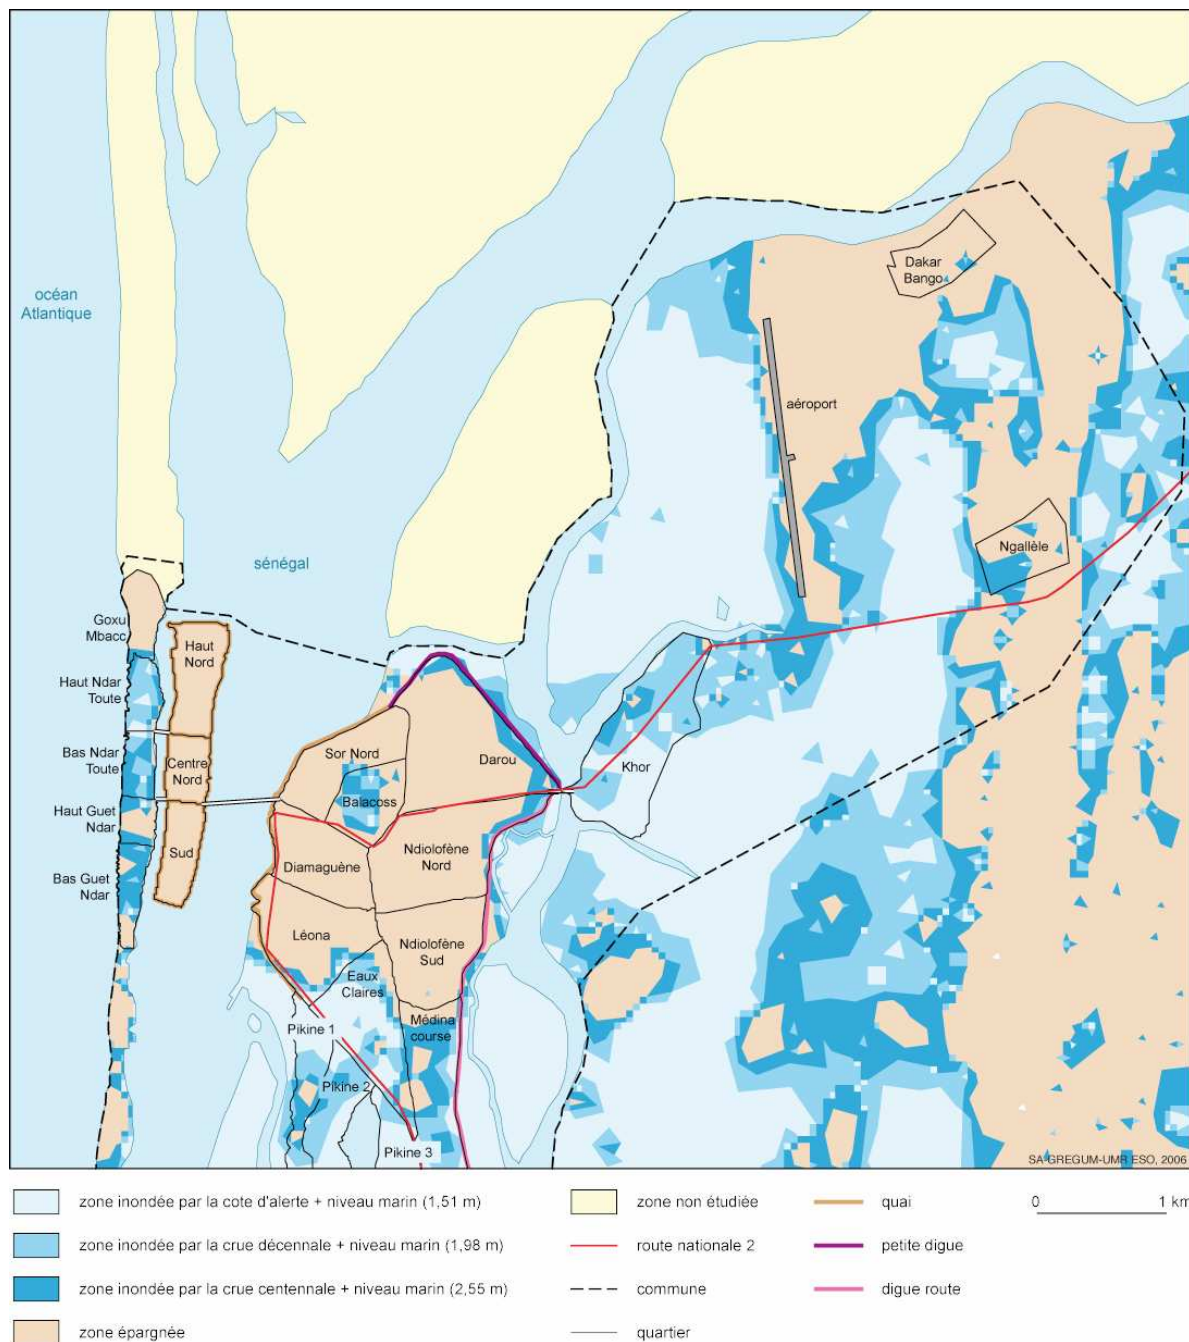 océan
Atlantique
sénégal
Dakar
Bango
aéroport
Ngallèle
Goxu
Mbacc
Haut
Nord
Haut Ndar
Toute
Bas Ndar
Toute
Centre
Nord
Haut Guet
Ndar
Sud
Bas Guet
Ndar
Sor Nord
Darou
Khor
Balacoss
Diamaguène
Ndiolofène
Nord
Léona
Ndiolofène
Sud
Eaux
Claires
Médina
course
Pikine 1
Pikine 2
Pikine 3
SA-GREGUM-UMR ESO, 2006
zone inondée par la cote d'alerte + niveau marin (1,51 m)
zone inondée par la crue décennale + niveau marin (1,98 m)
zone inondée par la crue centennale + niveau marin (2,55 m)
zone épargnée
zone non étudiée
route nationale 2
commune
quartier
quai
petite digue
digue route
0 1 km